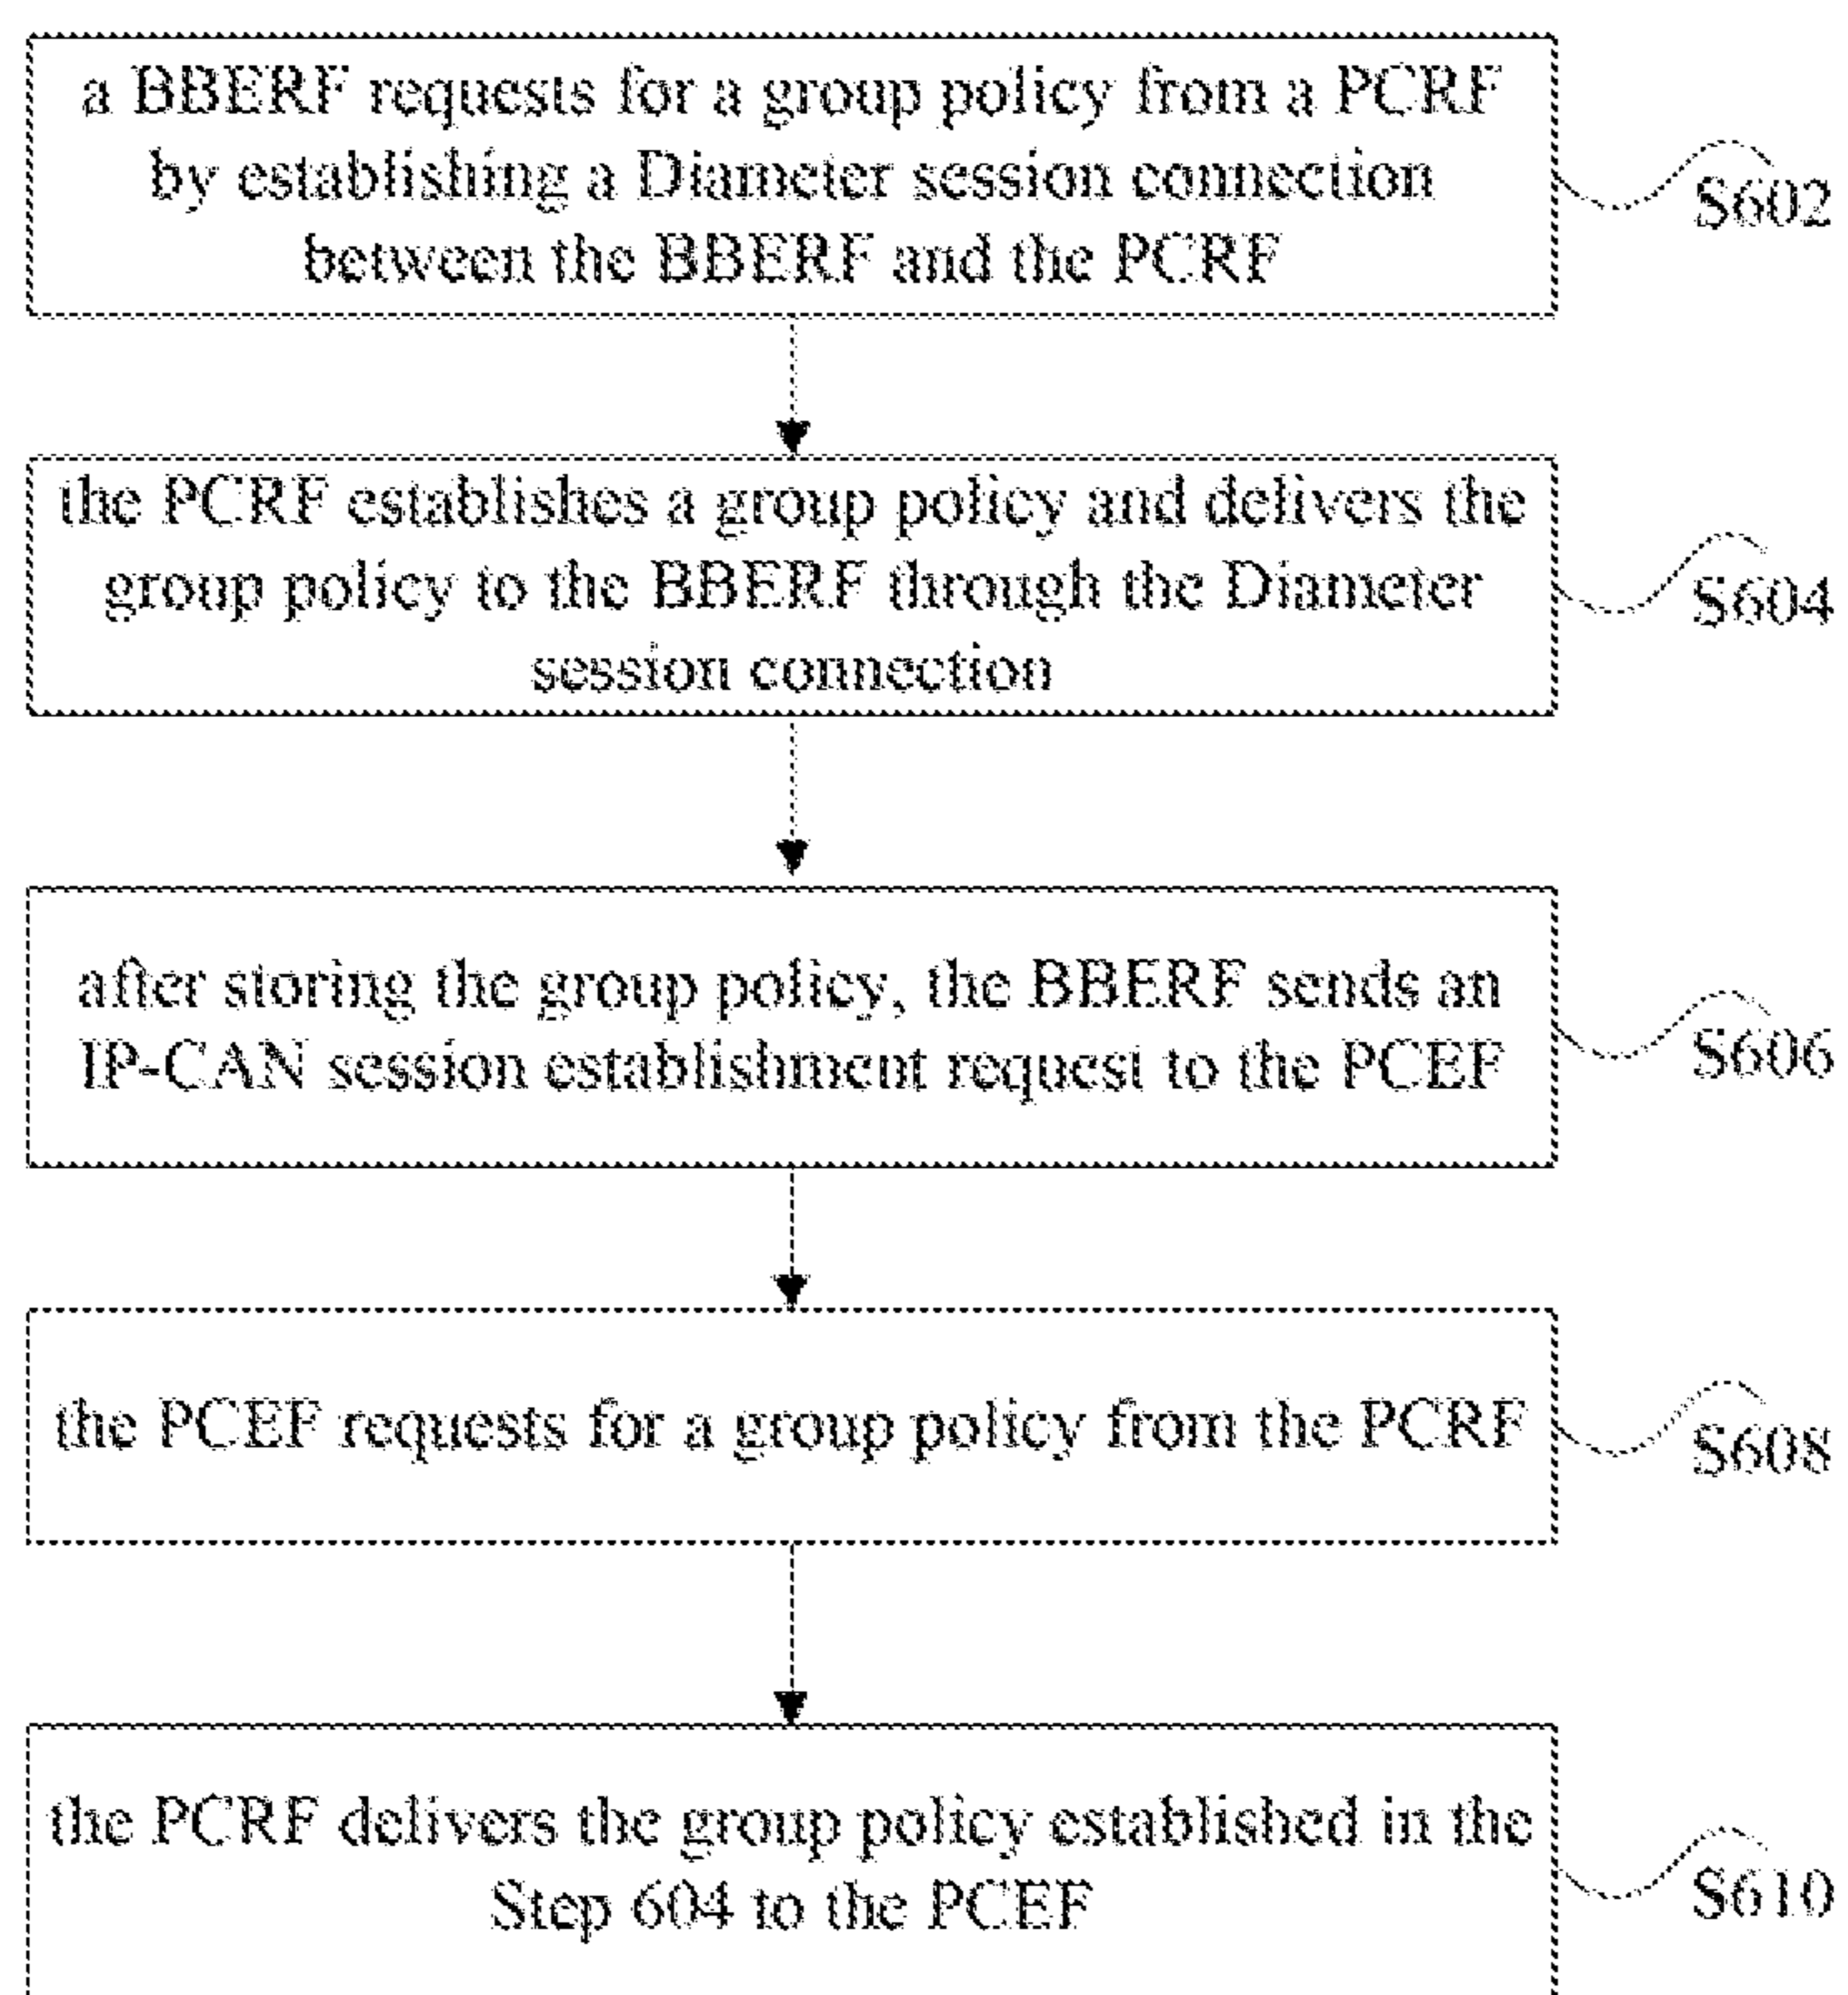 a BBERF requests for a group policy from a PCRF
by establishing a Diameter session connection
between the BBERF and the PCRF
S602
the PCRF establishes a group policy and delivers the
group policy to the BBERF through the Diameter
session connection
S604
after storing the group policy, the BBERF sends an
IP-CAN session establishment request to the PCEF
S606
the PCEF requests for a group policy from the PCRF
S608
the PCRF delivers the group policy established in the
Step 604 to the PCEF
S610